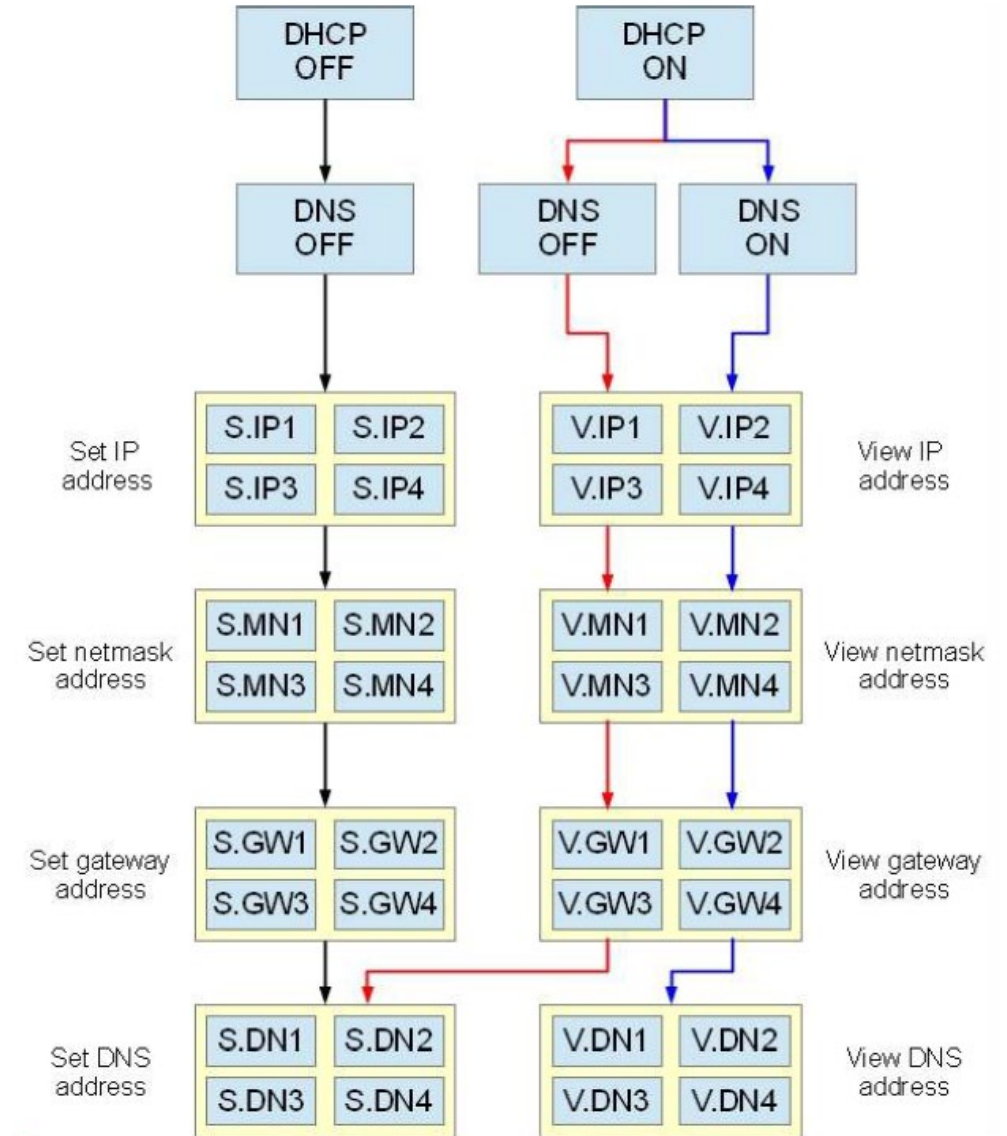 DHCP
OFF
DHCP
ON
DNS
OFF
DNS
OFF
DNS
ON
Set IP
address
S.IP1 S.IP2
S.IP3 S.IP4
V.IP1 V.IP2
V.IP3 V.IP4
View IP
address
Set netmask
address
S.MN1 S.MN2
S.MN3 S.MN4
V.MN1 V.MN2
V.MN3 V.MN4
View netmask
address
Set gateway
address
S.GW1 S.GW2
S.GW3 S.GW4
V.GW1 V.GW2
V.GW3 V.GW4
View gateway
address
Set DNS
address
S.DN1 S.DN2
S.DN3 S.DN4
V.DN1 V.DN2
V.DN3 V.DN4
View DNS
address